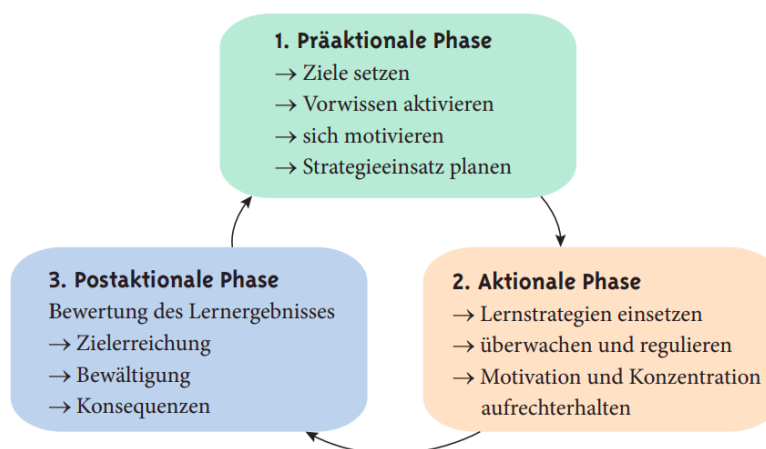 1. Präaktionale Phase
→ Ziele setzen
→ Vorwissen aktivieren
→ sich motivieren
→ Strategieeinsatz planen
2. Aktionale Phase
→ Lernstrategien einsetzen
→ überwachen und regulieren
→ Motivation und Konzentration
aufrechterhalten
3. Postaktionale Phase
Bewertung des Lernergebnisses
→ Zielerreichung
→ Bewältigung
→ Konsequenzen